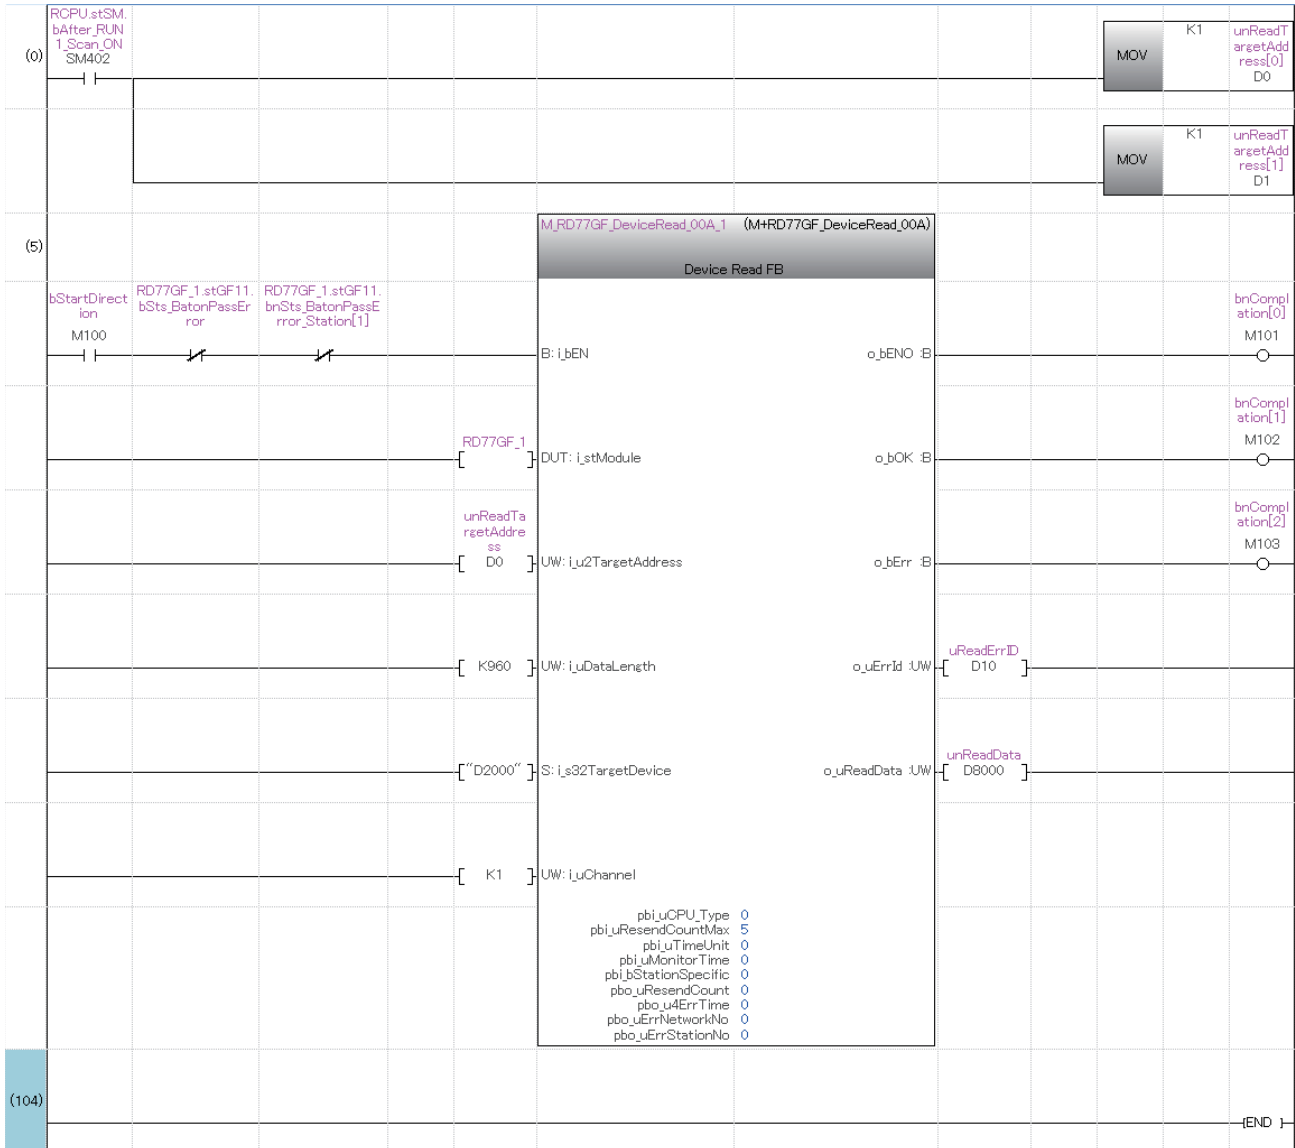 RCPU.stSM.
bAfter_RUN
1_Scan_ON
SM402
(0)
MOV
K1
unReadT
argetAdd
ress[0]
D0
MOV
K1
unReadT
argetAdd
ress[1]
D1
(5)
M_RD77GF_DeviceRead_00A_1 (M+RD77GF_DeviceRead_00A)
Device Read FB
bStartDirect
ion
M100
RD77GF_1.stGF11.
bSts_BatonPassEr
ror
RD77GF_1.stGF11.
bnSts_BatonPassE
rror_Station[1]
B: i_bEN
o_bENO :B
bnCompl
ation[0]
M101
RD77GF_1
DUT: i_stModule
o_bOK :B
bnCompl
ation[1]
M102
unReadTa
rgetAddre
ss
D0
UW: i_u2TargetAddress
o_bErr :B
bnCompl
ation[2]
M103
K960
UW: i_uDataLength
o_uErrId :UW
uReadErrID
D10
"D2000"
S: i_s32TargetDevice
o_uReadData :UW
unReadData
D8000
K1
UW: i_uChannel
pbi_uCPU_Type 0
pbi_uResendCountMax 5
pbi_uTimeUnit 0
pbi_uMonitorTime 0
pbi_bStationSpecific 0
pbo_uResendCount 0
pbo_u4ErrTime 0
pbo_uErrNetworkNo 0
pbo_uErrStationNo 0
(104)
END